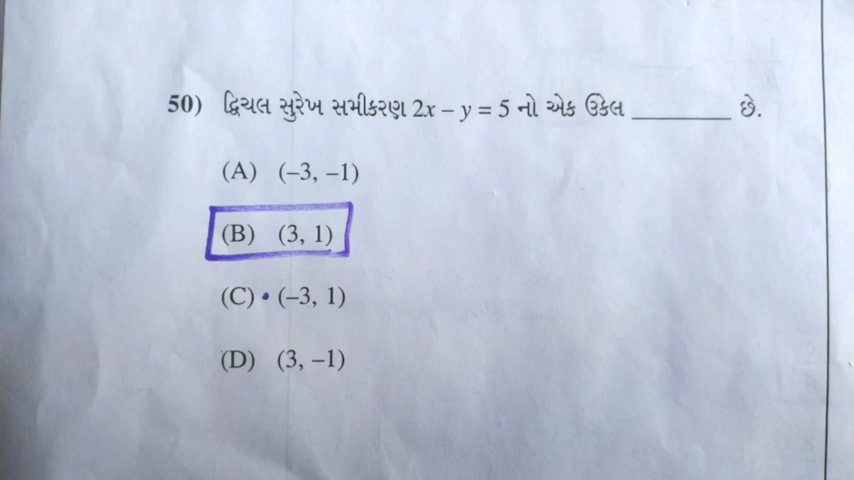 50) દ્વિચલ સુરેખ સમીકરણ 2x – y = 5 નો એક ઉકેલ ________ છે.
(A) (–3, –1)
(B) (3, 1)
(C) • (–3, 1)
(D) (3, –1)